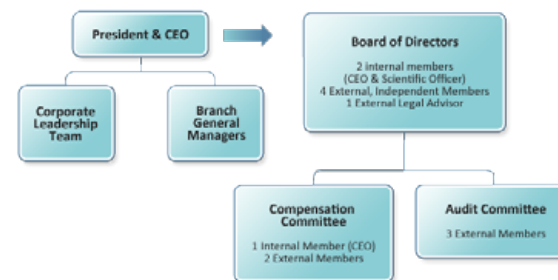 President & CEO
Corporate
Leadership
Team
Branch
General
Managers
Board of Directors
2 internal members
(CEO & Scientific Officer)
4 External, Independent Members
1 External Legal Advisor
Compensation
Committee
1 Internal Member (CEO)
2 External Members
Audit Committee
3 External Members